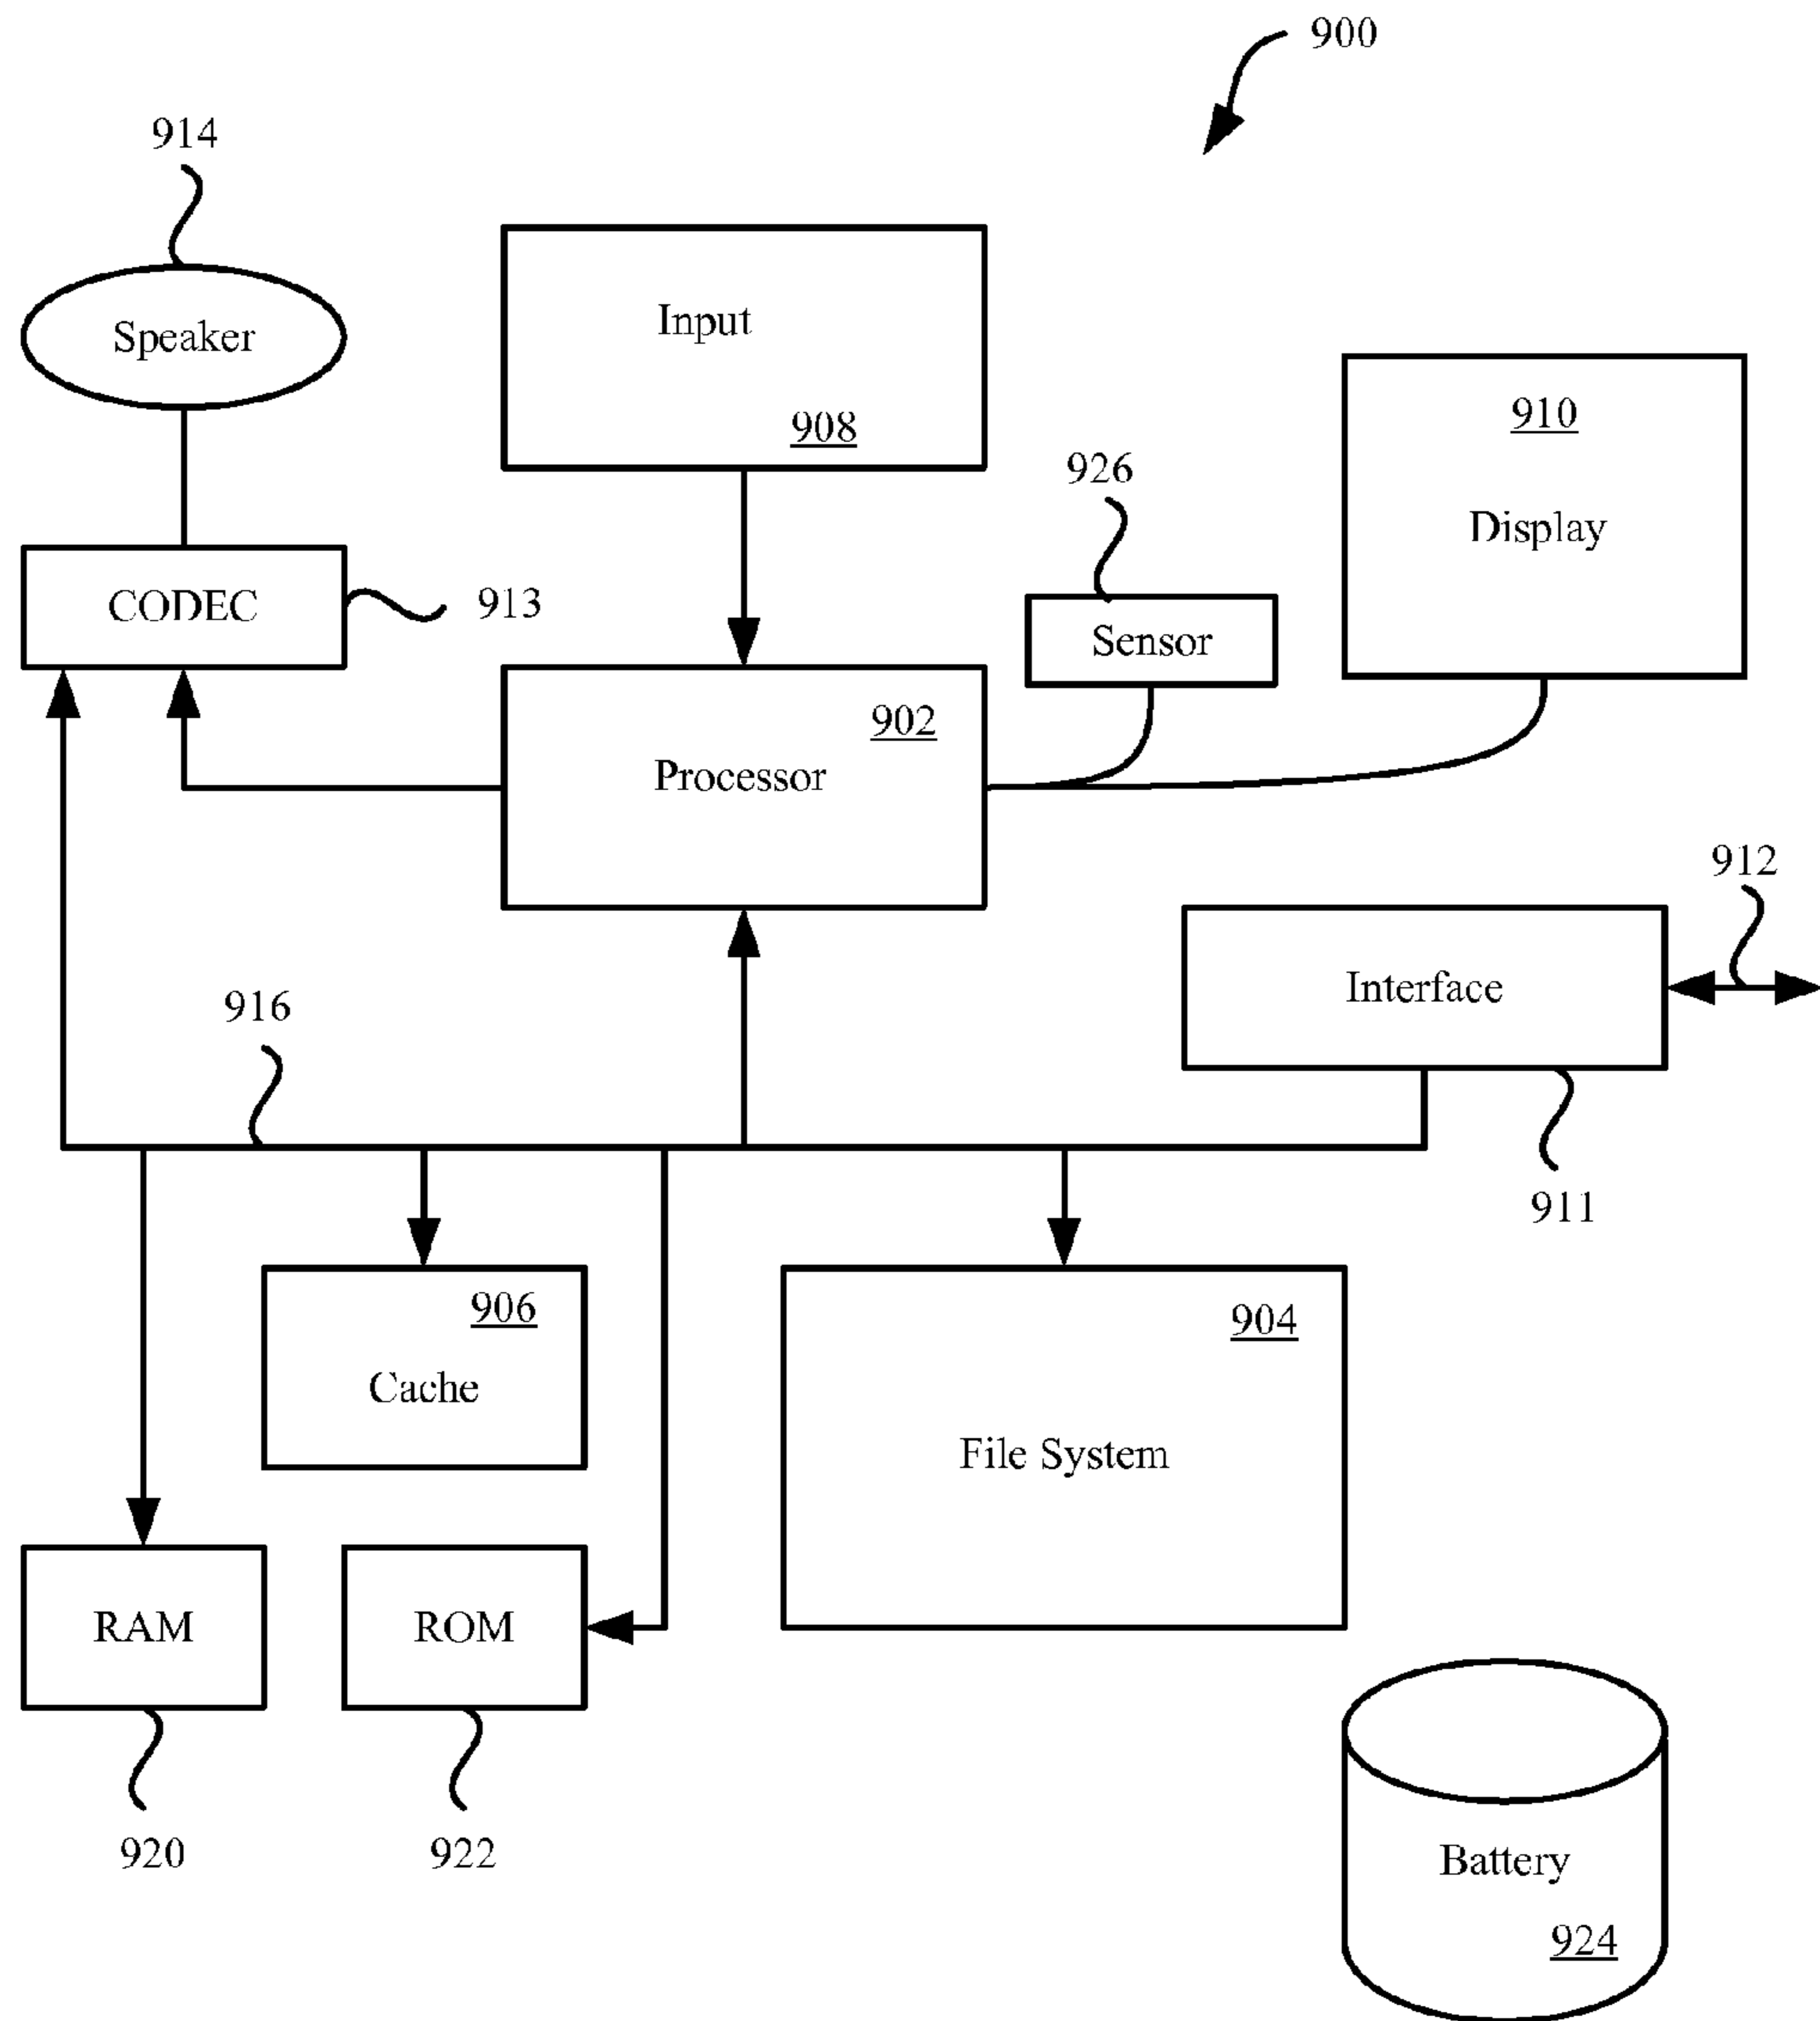 900
914
Speaker
Input
908
910
Display
926
Sensor
CODEC
913
902
Processor
912
Interface
916
911
906
Cache
904
File System
RAM
ROM
920
922
Battery
924